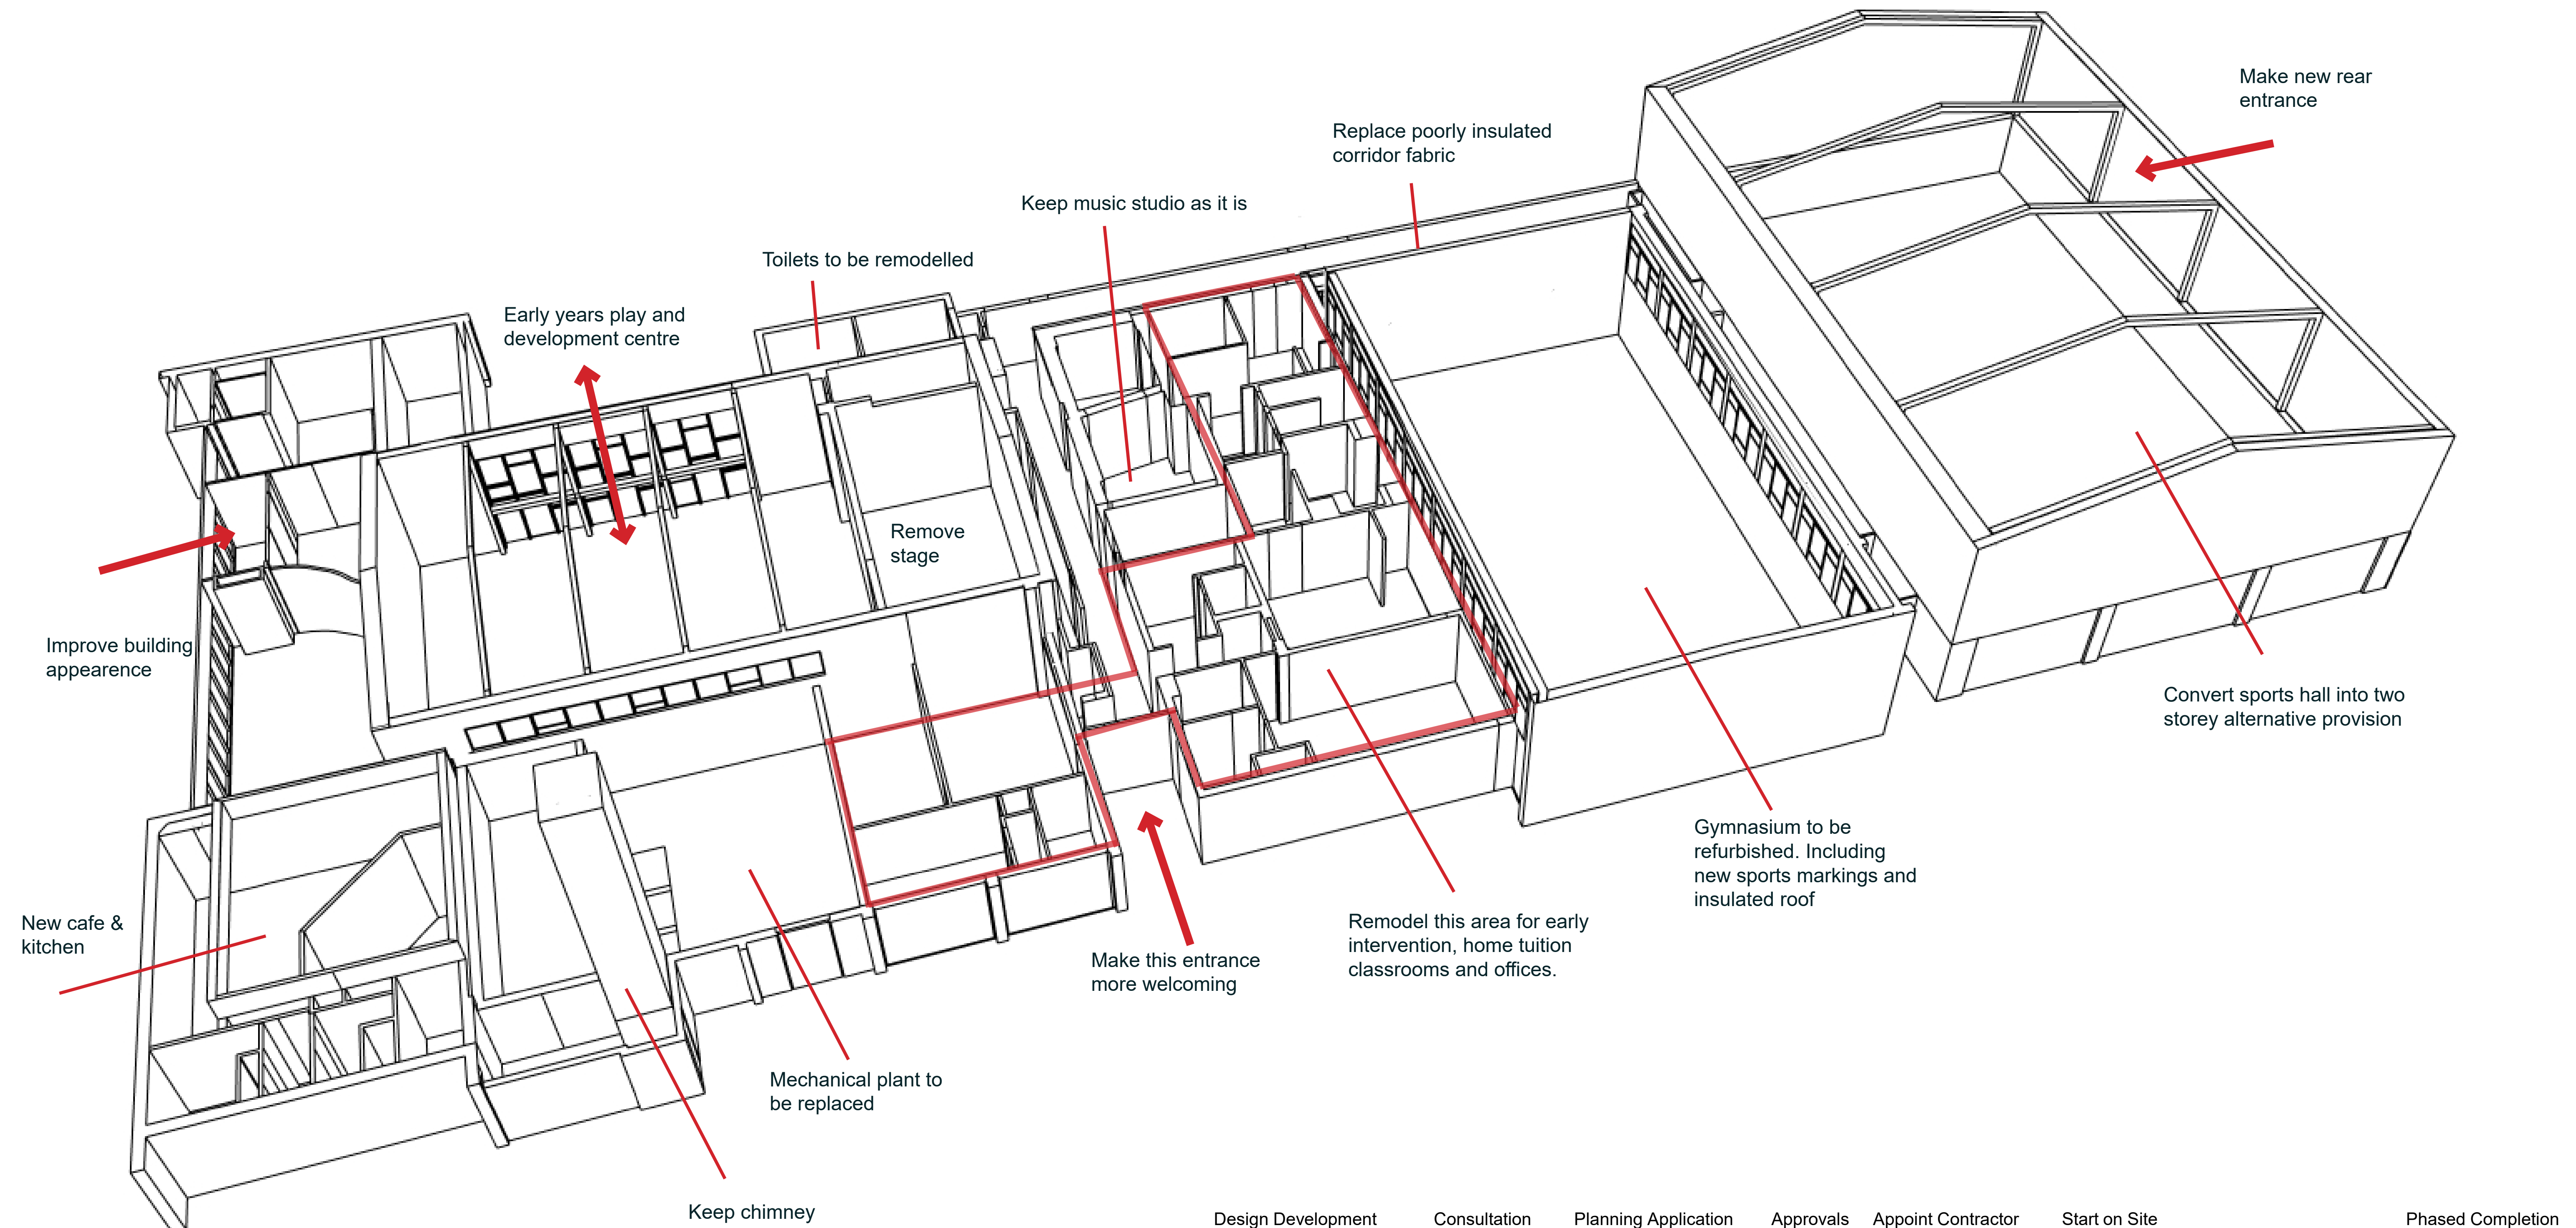 Make new rear
entrance
Replace poorly insulated
corridor fabric
Keep music studio as it is
Toilets to be remodelled
Early years play and
development centre
Remove
stage
Improve building
appearence
Convert sports hall into two
storey alternative provision
Gymnasium to be
refurbished. Including
new sports markings and
insulated roof
New cafe &
kitchen
Remodel this area for early
intervention, home tuition
classrooms and offices.
Make this entrance
more welcoming
Mechanical plant to
be replaced
Keep chimney
Design Development Consultation Planning Application Approvals Appoint Contractor Start on Site Phased Completion